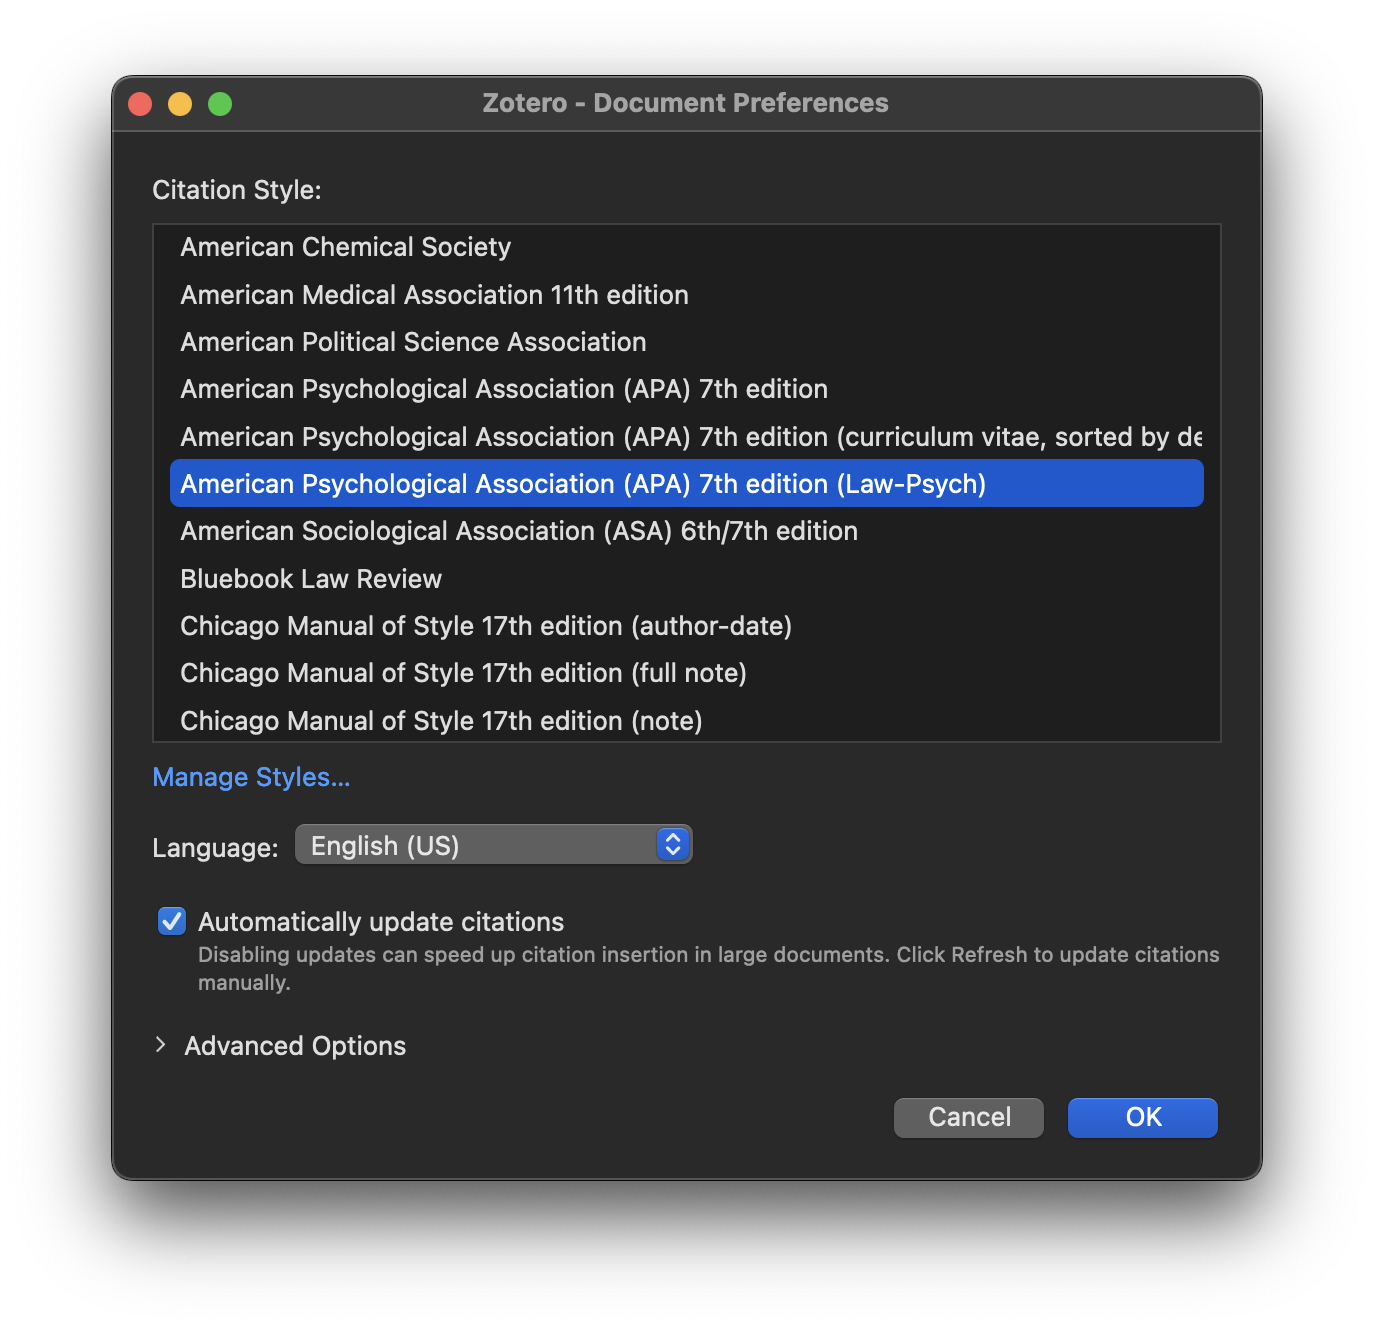 Zotero - Document Preferences
Citation Style:
American Chemical Society
American Medical Association 11th edition
American Political Science Association
American Psychological Association (APA) 7th edition
American Psychological Association (APA) 7th edition (curriculum vitae, sorted by de
American Psychological Association (APA) 7th edition (Law-Psych)
American Sociological Association (ASA) 6th/7th edition
Bluebook Law Review
Chicago Manual of Style 17th edition (author-date)
Chicago Manual of Style 17th edition (full note)
Chicago Manual of Style 17th edition (note)
Manage Styles...
Language: English (US)
Automatically update citations
Disabling updates can speed up citation insertion in large documents. Click Refresh to update citations
manually.
Advanced Options
Cancel OK